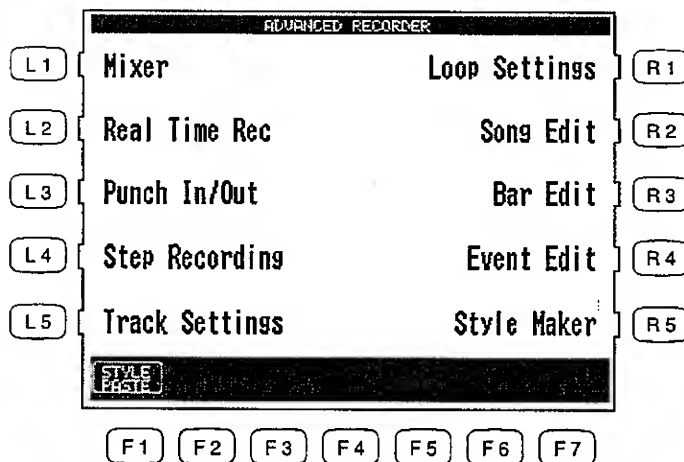 ADVANCED RECORDER
L1 Mixer Loop Settings R1
L2 Real Time Rec Song Edit R2
L3 Punch In/Out Bar Edit R3
L4 Step Recording Event Edit R4
L5 Track Settings Style Maker R5
STYLE
PASTE
F1 F2 F3 F4 F5 F6 F7